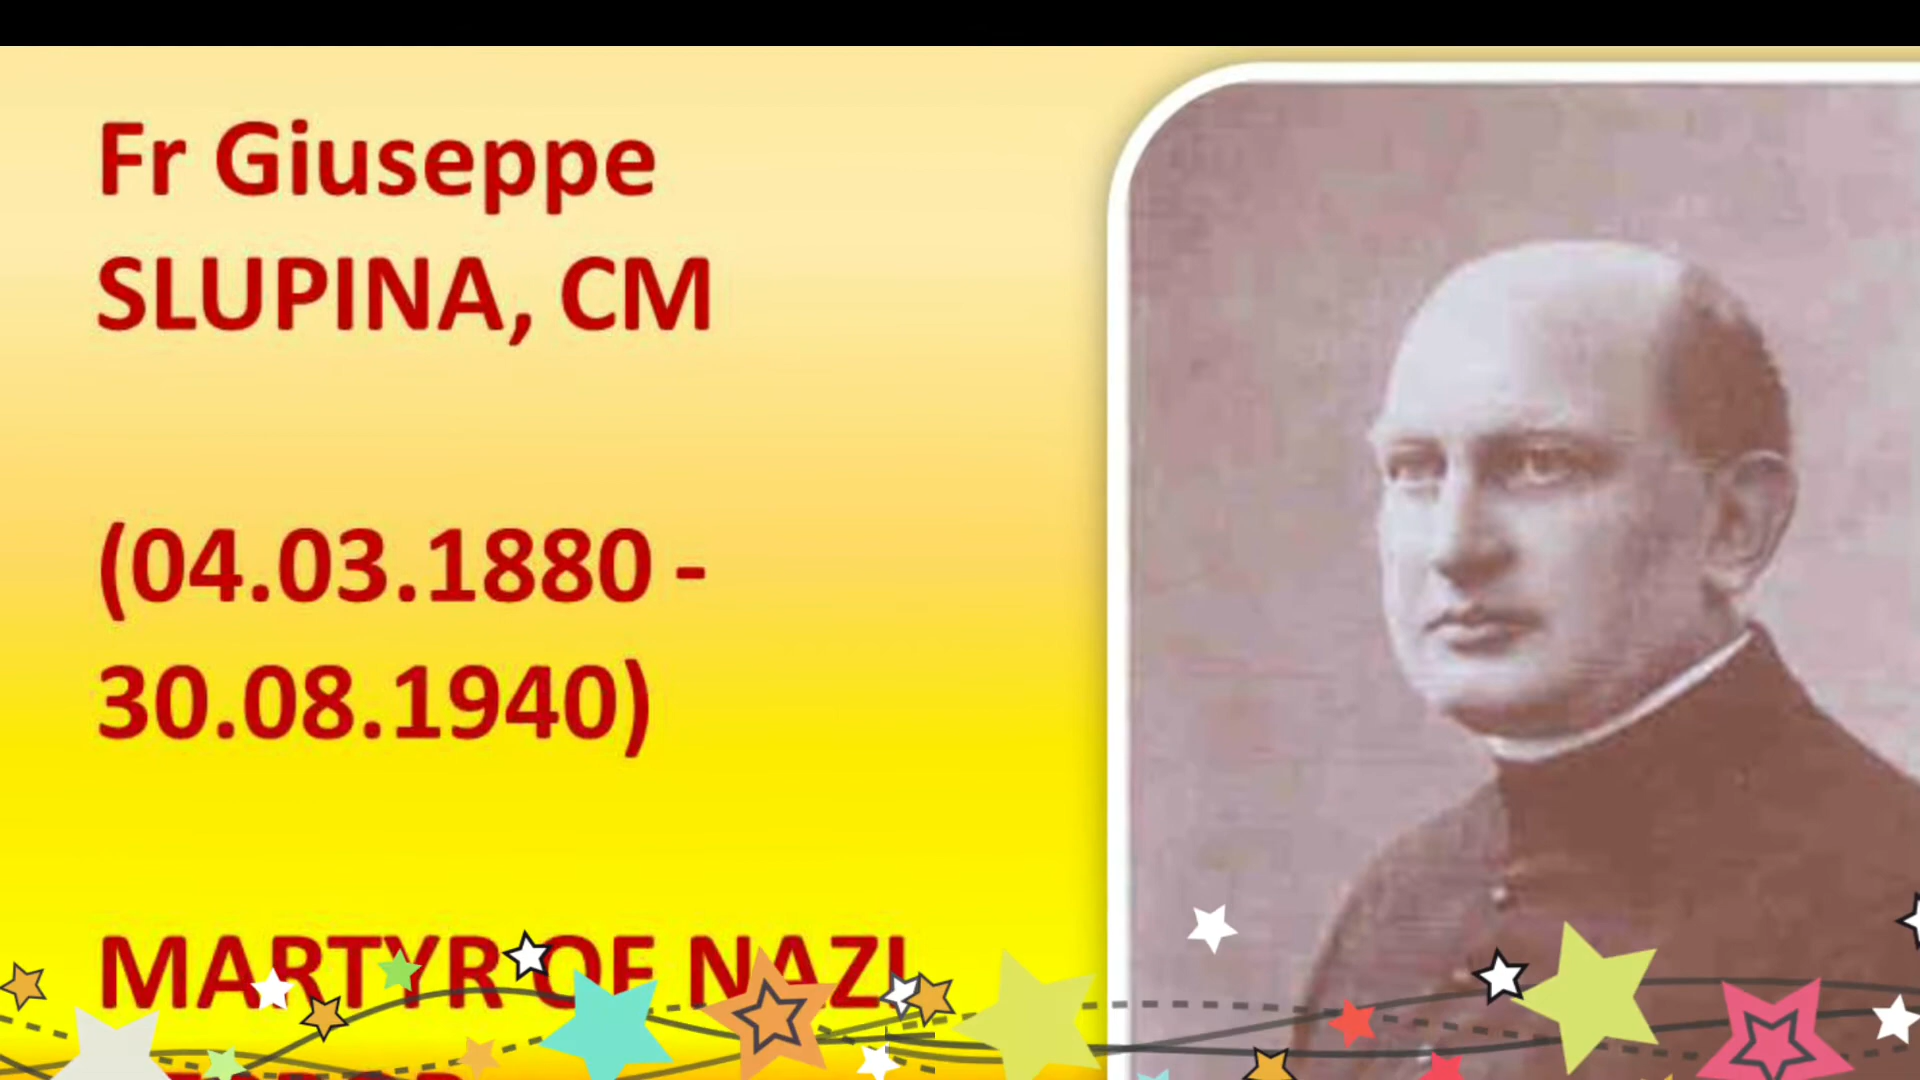 Fr Giuseppe
SLUPINA, CM
(04.03.1880 -
30.08.1940)
MARTYR OF NAZI